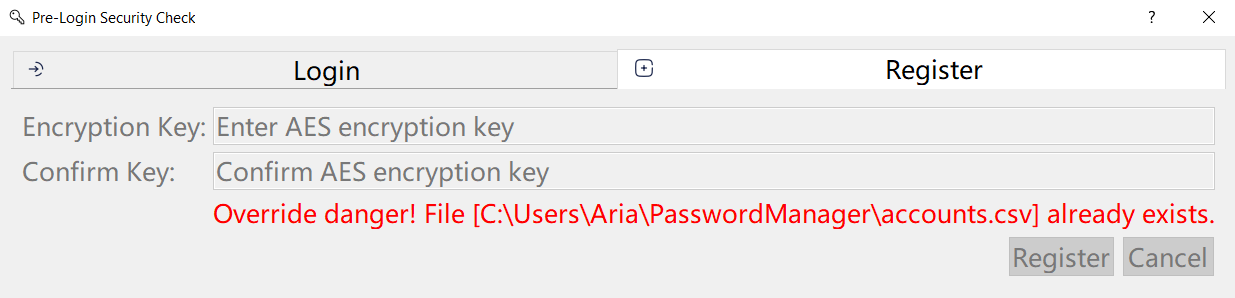 Pre-Login Security Check
Login
Register
Encryption Key: Enter AES encryption key
Confirm Key: Confirm AES encryption key
Override danger! File [C:\Users\Aria\PasswordManager\accounts.csv] already exists.
Register Cancel